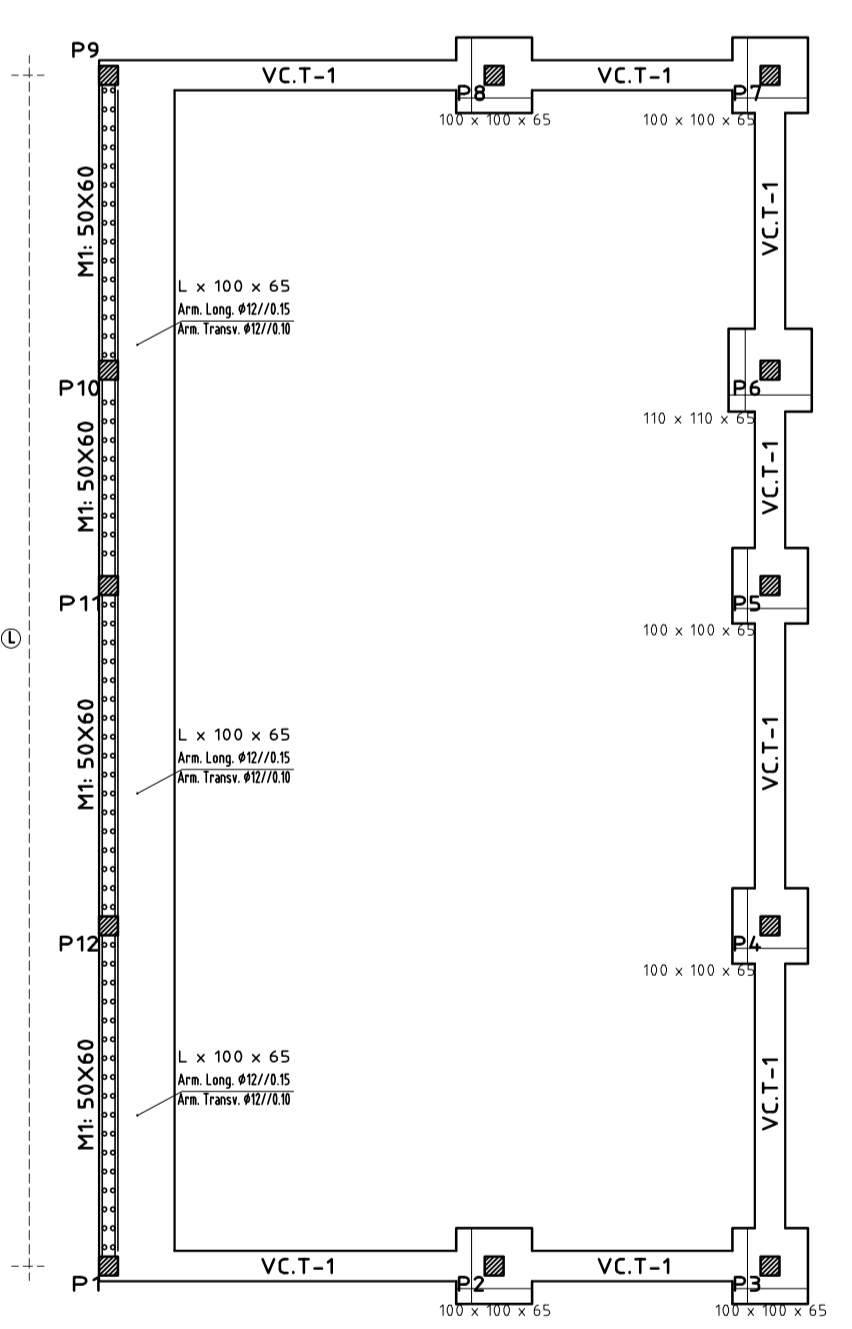 P9
VC.T-1
VC.T-1
P8
P7
100 x 100 x 65
100 x 100 x 65
M1: 50X60
VC.T-1
L x 100 x 65
Arm. Long. Ø12//0.15
Arm. Transv. Ø12//0.10
P10
P6
110 x 110 x 65
M1: 50X60
VC.T-1
P11
P5
100 x 100 x 65
L
M1: 50X60
VC.T-1
L x 100 x 65
Arm. Long. Ø12//0.15
Arm. Transv. Ø12//0.10
P12
P4
100 x 100 x 65
M1: 50X60
VC.T-1
L x 100 x 65
Arm. Long. Ø12//0.15
Arm. Transv. Ø12//0.10
P1
VC.T-1
P2
VC.T-1
P3
100 x 100 x 65
100 x 100 x 65